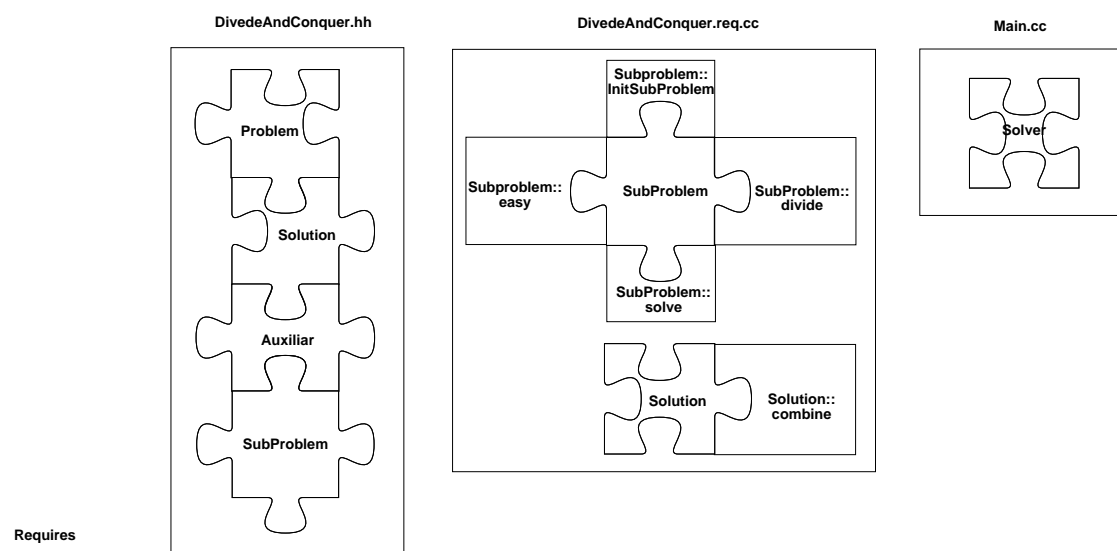 DivedeAndConquer.hh
DivedeAndConquer.req.cc
Main.cc
Problem
Solution
Auxiliar
SubProblem
Subproblem::
InitSubProblem
Subproblem::
easy
SubProblem
SubProblem::
divide
SubProblem::
solve
Solution
Solution::
combine
Solver
Requires